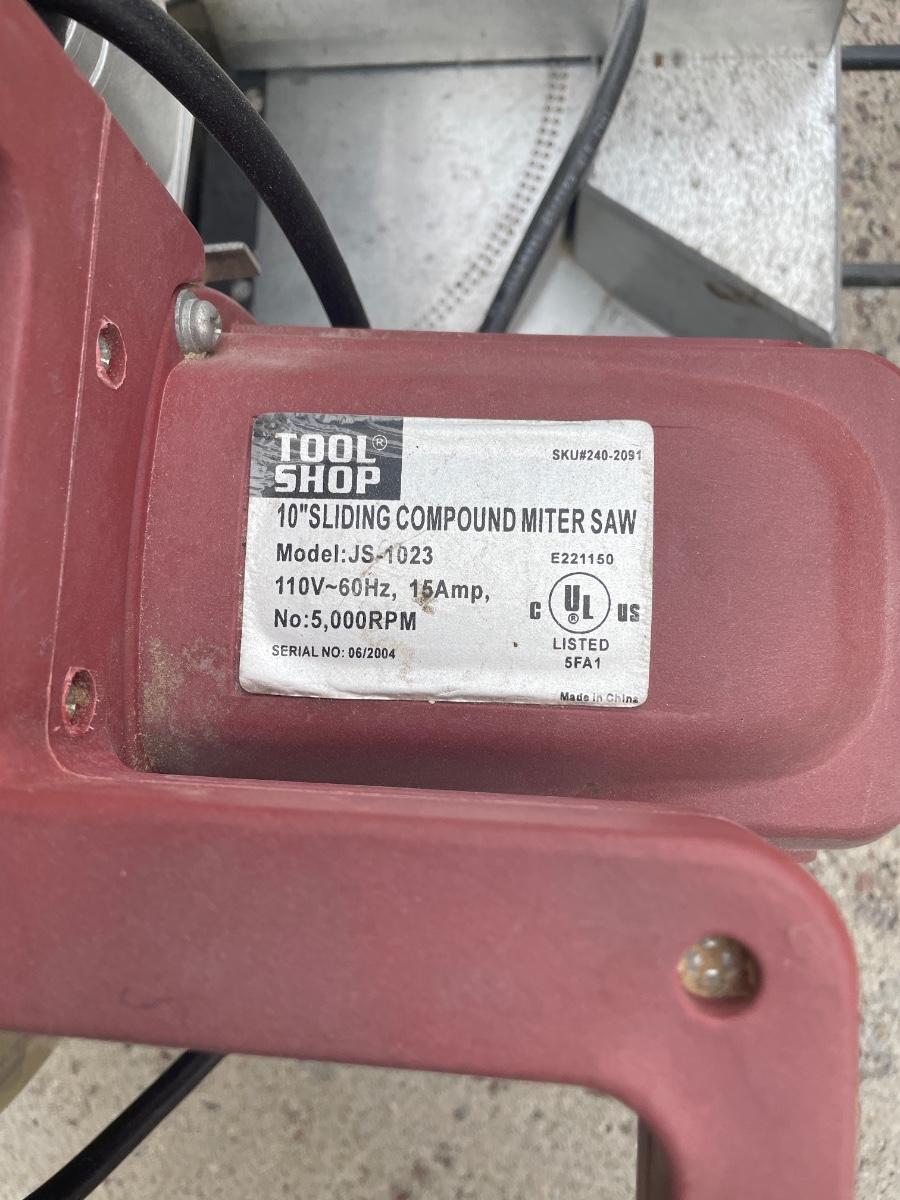 TOOL®
SHOP
SKU#240-2091
10"SLIDING COMPOUND MITER SAW
Model:JS-1023
E221150
110V~60Hz, 15Amp,
No:5,000RPM
C UL® US
LISTED
5FA1
SERIAL NO: 06/2004
Made in China